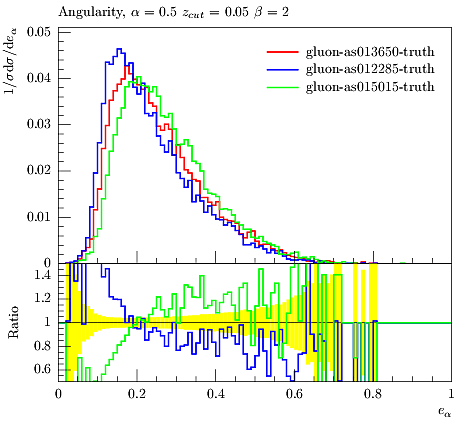 Angularity, α = 0.5 z_cut = 0.05 β = 2
1/σ dσ/de_α
0.05
0.04
0.03
0.02
0.01
0
gluon-as013650-truth
gluon-as012285-truth
gluon-as015015-truth
Ratio
1.4
1.2
1
0.8
0.6
0 0.2 0.4 0.6 0.8 1
e_α